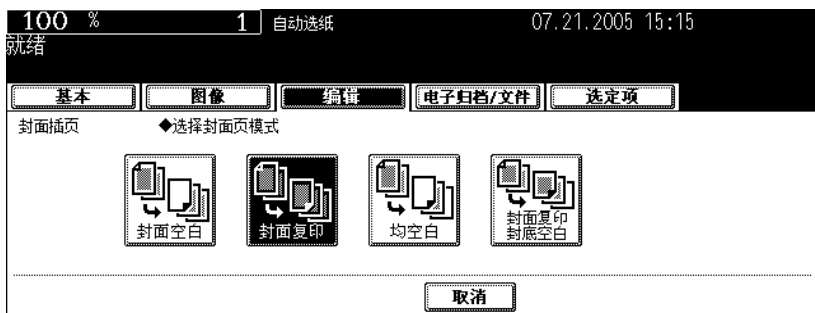 100 % 1 自动选纸 07.21.2005 15:15
就绪
基本 图像 编辑 电子归档/文件 选定项
封面插页 ◆选择封面页模式
封面空白 封面复印 均空白 封面复印
封底空白
取消